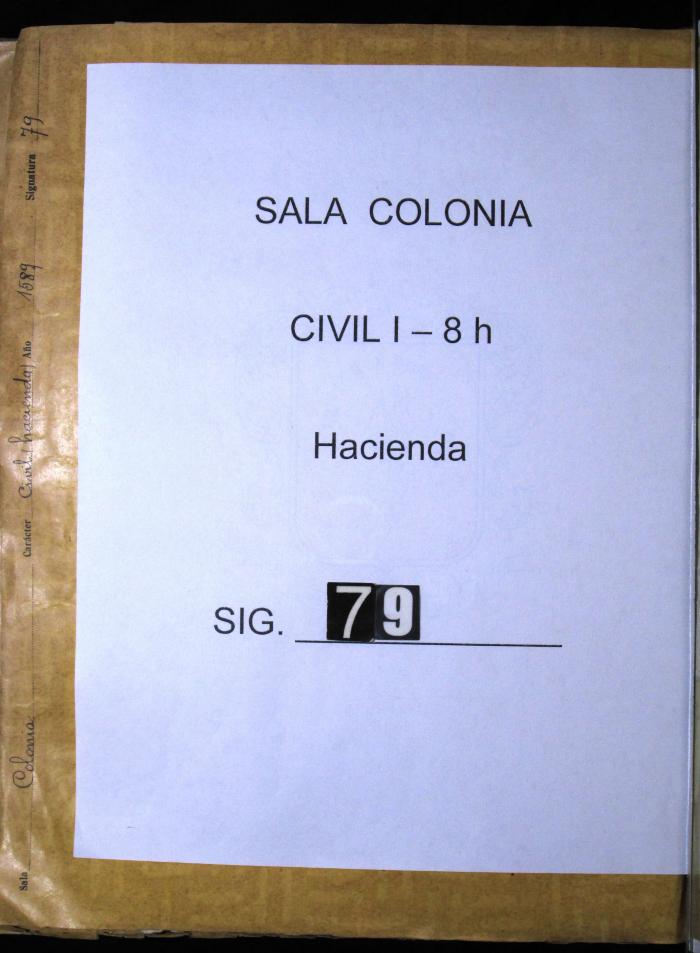 Sala Colonia Carácter Civil (hacienda) Año 1589 Signatura 79
SALA COLONIA
CIVIL I – 8 h
Hacienda
SIG. 79